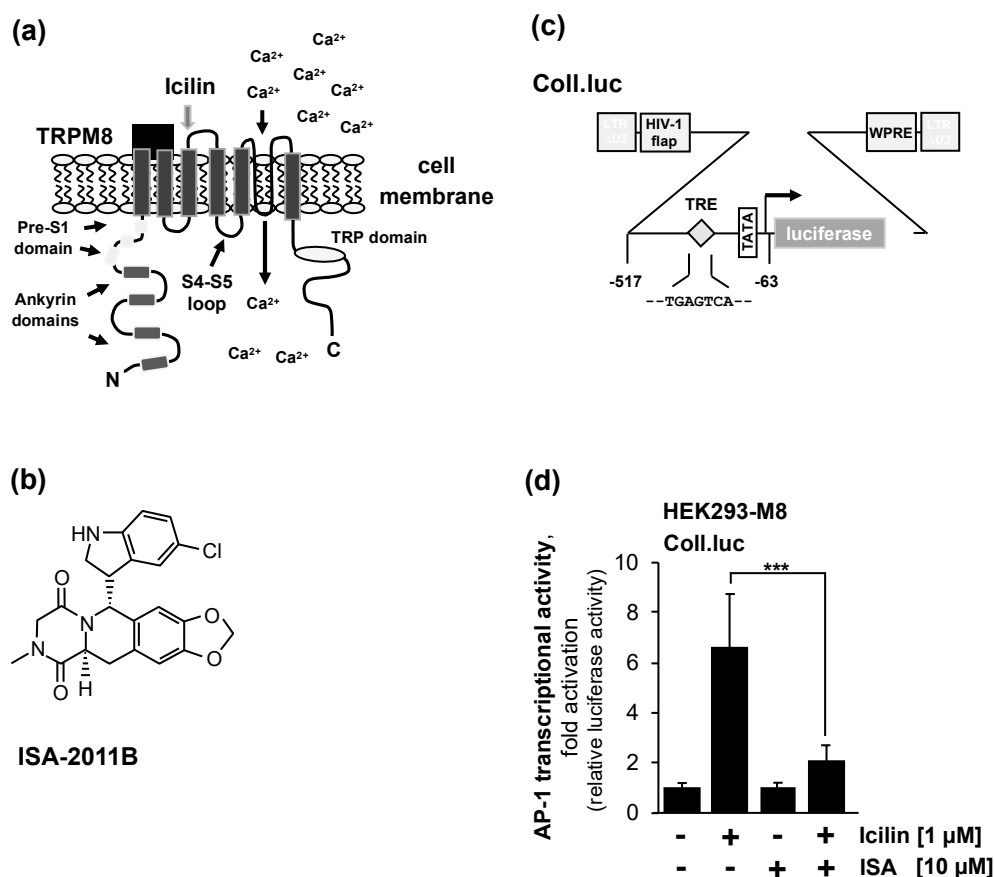 (a)
Ca²⁺
Ca²⁺
Ca²⁺
Ca²⁺
Ca²⁺
Ca²⁺
Ca²⁺
Icilin
TRPM8
cell
membrane
Pre-S1
domain
TRP domain
S4-S5
loop
Ca²⁺
Ankyrin
domains
Ca²⁺
Ca²⁺
N
C
(b)
HN
Cl
O
N
N
O
O
O
H
ISA-2011B
(c)
Coll.luc
LTR
ΔU3
HIV-1
flap
WPRE
LTR
ΔU3
TRE
TATA
luciferase
-517
-63
--TGAGTCA--
(d)
HEK293-M8
Coll.luc
AP-1 transcriptional activity,
fold activation
(relative luciferase activity)
10
8
6
4
2
0
***
- + - + Icilin [1 µM]
- - + + ISA [10 µM]